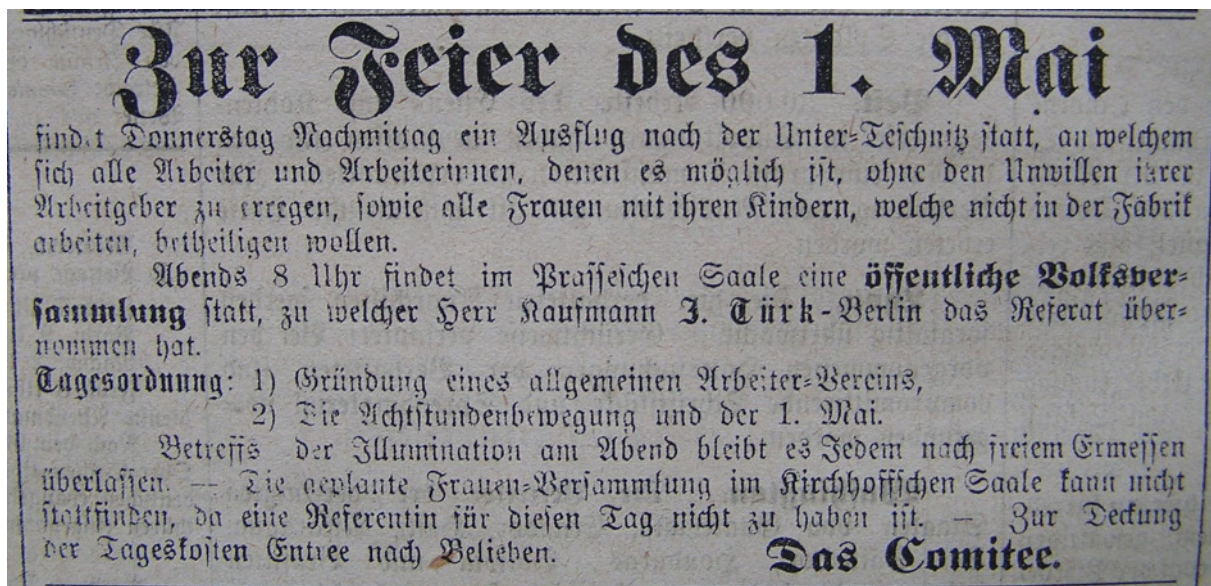 Zur Feier des 1. Mai
findet Donnerstag Nachmittag ein Ausflug nach der Unter-Teschnitz statt, an welchem
sich alle Arbeiter und Arbeiterinnen, denen es möglich ist, ohne den Unwillen ihrer
Arbeitgeber zu erregen, sowie alle Frauen mit ihren Kindern, welche nicht in der Fabrik
arbeiten, betheiligen wollen.
Abends 8 Uhr findet im Prasseschen Saale eine öffentliche Volksver-
sammlung statt, zu welcher Herr Kaufmann J. Türk-Berlin das Referat über-
nommen hat.
Tagesordnung: 1) Gründung eines allgemeinen Arbeiter-Vereins,
2) Die Achtstundenbewegung und der 1. Mai.
Betreffs der Illumination am Abend bleibt es Jedem nach freiem Ermessen
überlassen. — Die geplante Frauen-Versammlung im Kirchhoffschen Saale kann nicht
stattfinden, da eine Referentin für diesen Tag nicht zu haben ist. — Zur Deckung
der Tageskosten Entree nach Belieben. Das Comitee.